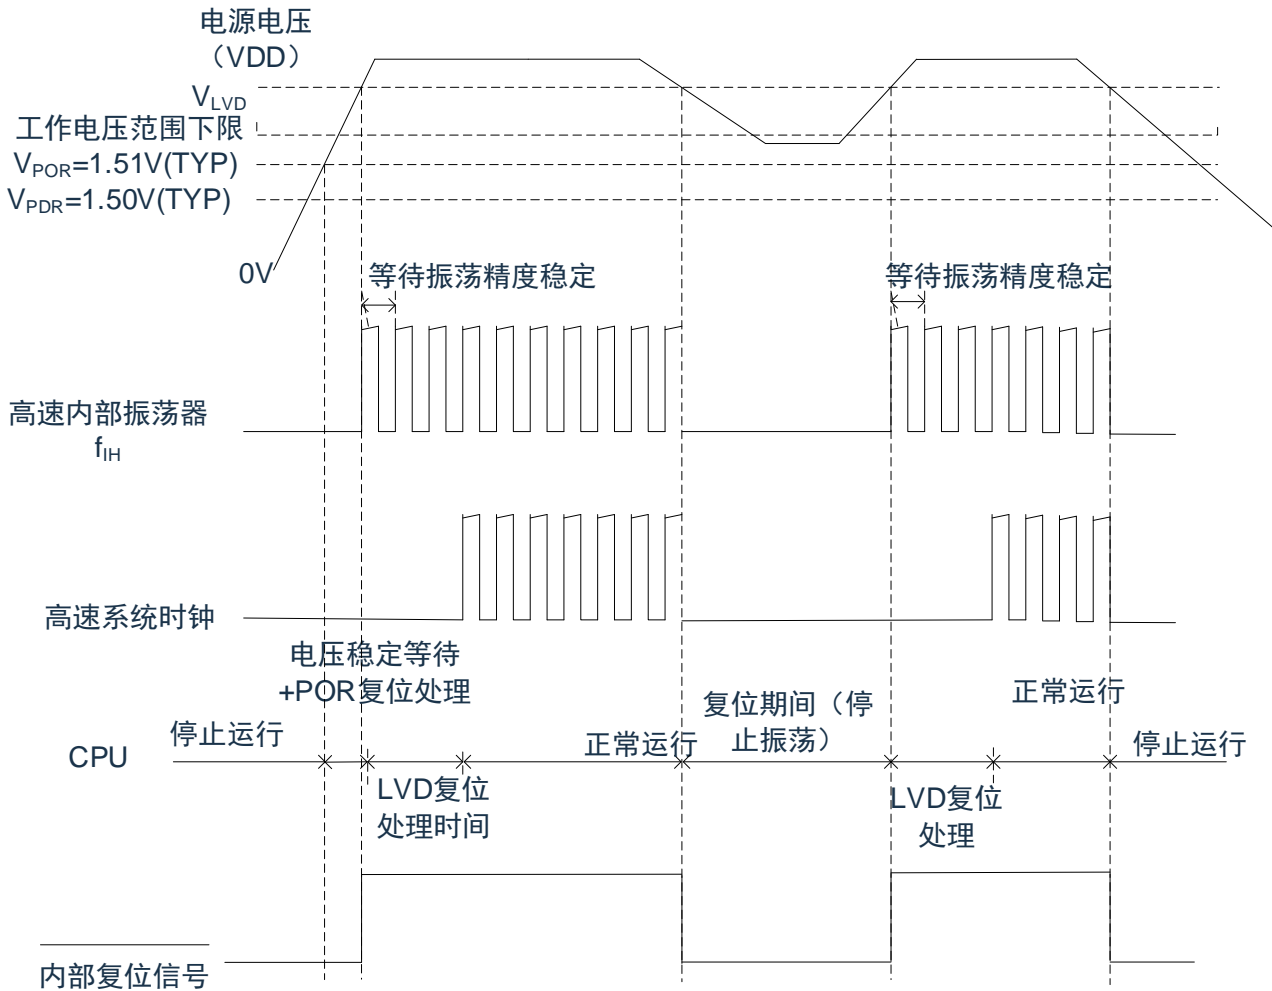 电源电压
（VDD）
VLVD
工作电压范围下限
VPOR=1.51V(TYP)
VPDR=1.50V(TYP)
0V
等待振荡精度稳定
等待振荡精度稳定
高速内部振荡器
fIH
高速系统时钟
电压稳定等待
+POR复位处理
CPU
停止运行
LVD复位
处理时间
正常运行
复位期间（停
止振荡）
LVD复位
处理
正常运行
停止运行
内部复位信号